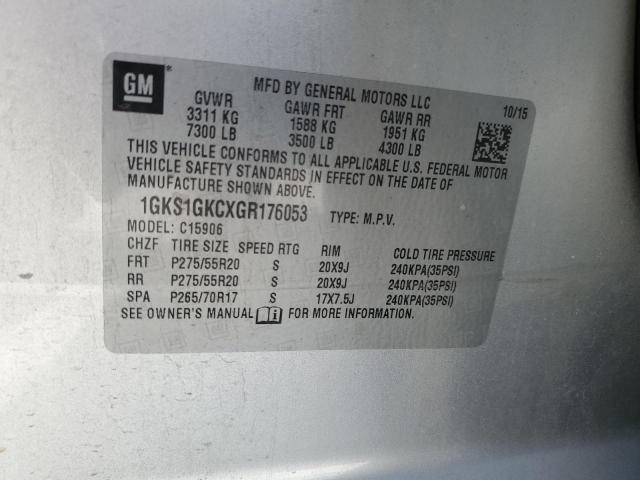 GM
MFD BY GENERAL MOTORS LLC
10/15
GVWR GAWR FRT GAWR RR
3311 KG 1588 KG 1951 KG
7300 LB 3500 LB 4300 LB
THIS VEHICLE CONFORMS TO ALL APPLICABLE U.S. FEDERAL MOTOR
VEHICLE SAFETY STANDARDS IN EFFECT ON THE DATE OF
MANUFACTURE SHOWN ABOVE.
1GKS1GKCXGR176053 TYPE: M.P.V.
MODEL: C15906
CHZF TIRE SIZE SPEED RTG RIM COLD TIRE PRESSURE
FRT P275/55R20 S 20X9J 240KPA(35PSI)
RR P275/55R20 S 20X9J 240KPA(35PSI)
SPA P265/70R17 S 17X7.5J 240KPA(35PSI)
SEE OWNER'S MANUAL FOR MORE INFORMATION.